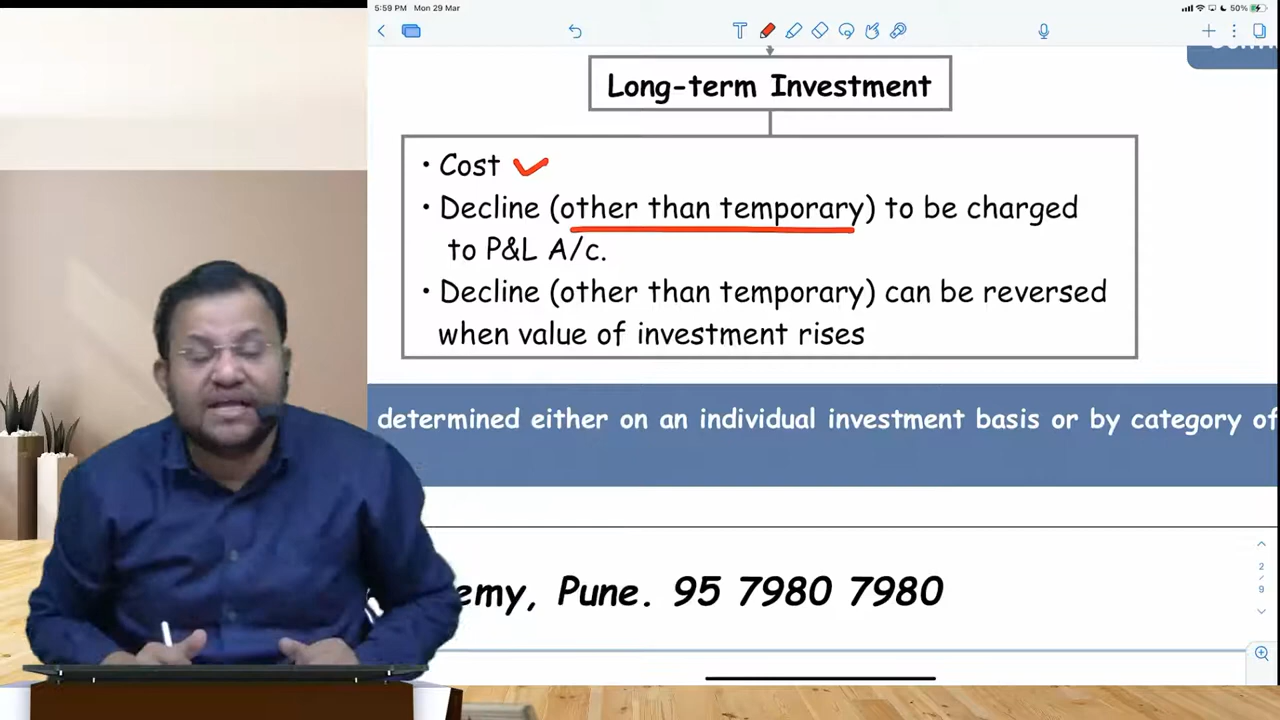 5:59 PM Mon 29 Mar
50%
T
Long-term Investment
• Cost
• Decline (other than temporary) to be charged
to P&L A/c.
• Decline (other than temporary) can be reversed
when value of investment rises
determined either on an individual investment basis or by category of
emy, Pune. 95 7980 7980
2
/
9